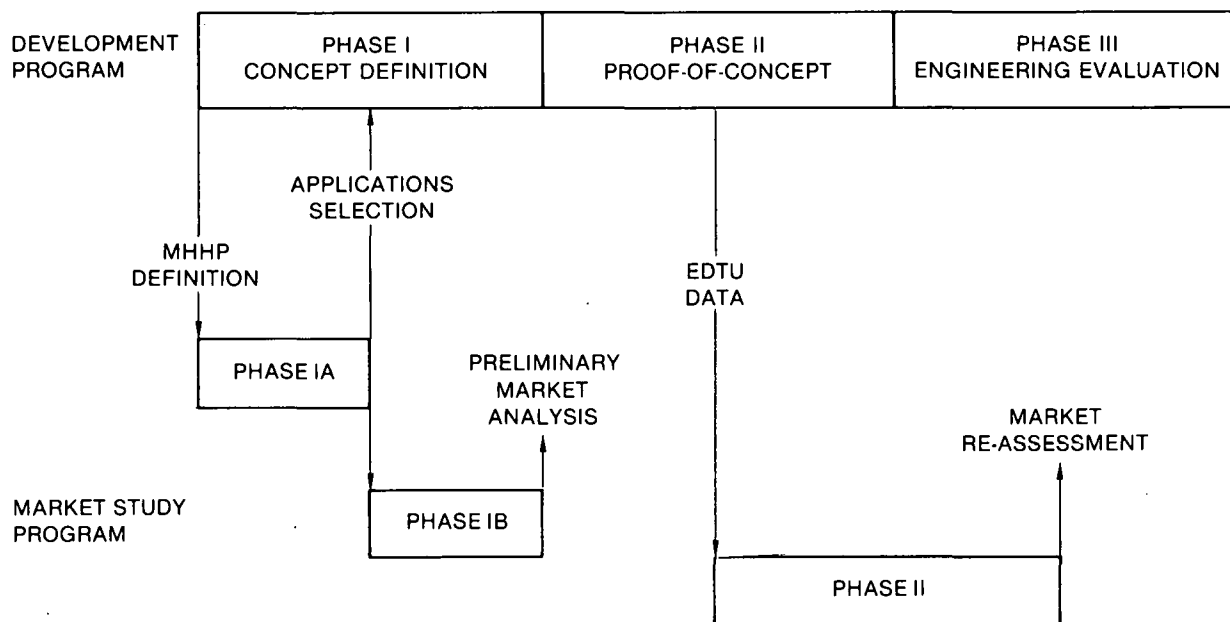 DEVELOPMENT
PROGRAM
PHASE I
CONCEPT DEFINITION
PHASE II
PROOF-OF-CONCEPT
PHASE III
ENGINEERING EVALUATION
APPLICATIONS
SELECTION
MHHP
DEFINITION
EDTU
DATA
PHASE IA
PRELIMINARY
MARKET
ANALYSIS
MARKET
RE-ASSESSMENT
MARKET STUDY
PROGRAM
PHASE IB
PHASE II